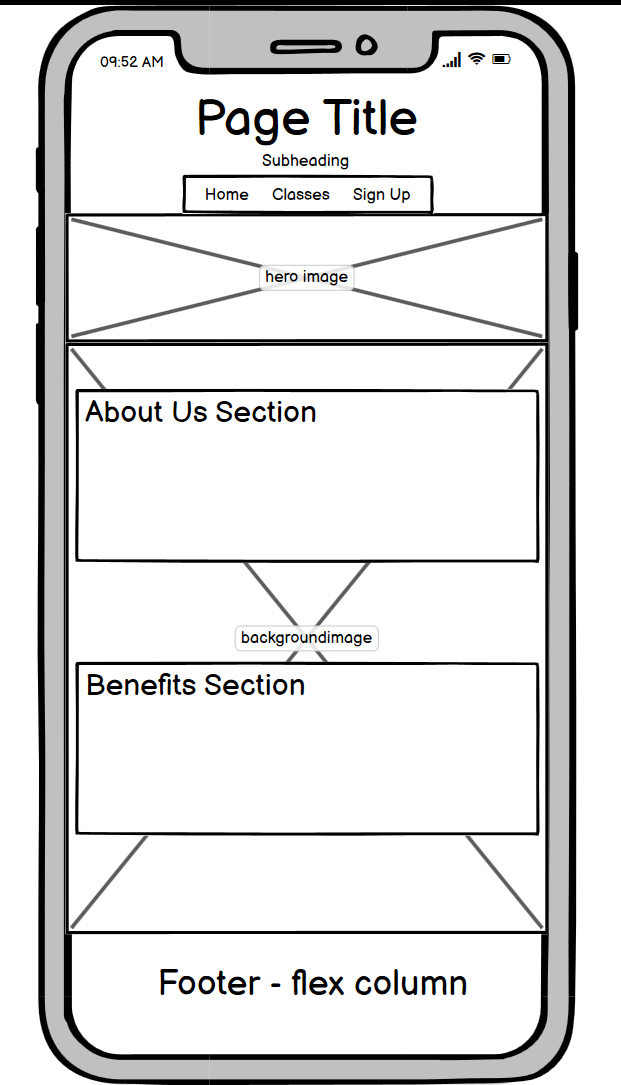 09:52 AM
Page Title
Subheading
Home Classes Sign Up
hero image
About Us Section
backgroundimage
Benefits Section
Footer - flex column